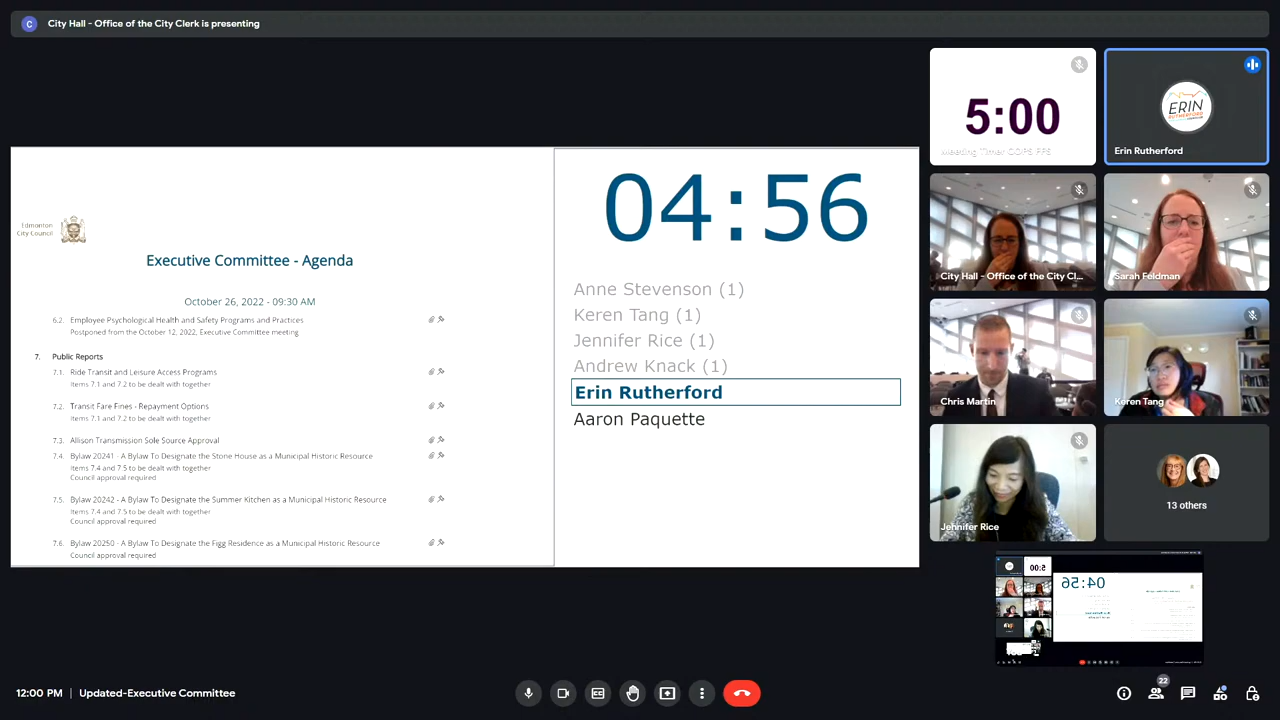 C City Hall - Office of the City Clerk is presenting
Edmonton
City Council
Executive Committee - Agenda
October 26, 2022 - 09:30 AM
6.2. Employee Psychological Health and Safety Programs and Practices
Postponed from the October 12, 2022, Executive Committee meeting
7. Public Reports
7.1. Ride Transit and Leisure Access Programs
Items 7.1 and 7.2 to be dealt with together
7.2. Transit Fare Fines - Repayment Options
Items 7.1 and 7.2 to be dealt with together
7.3. Allison Transmission Sole Source Approval
7.4. Bylaw 20241 - A Bylaw To Designate the Stone House as a Municipal Historic Resource
Items 7.4 and 7.5 to be dealt with together
Council approval required
7.5. Bylaw 20242 - A Bylaw To Designate the Summer Kitchen as a Municipal Historic Resource
Items 7.4 and 7.5 to be dealt with together
Council approval required
7.6. Bylaw 20250 - A Bylaw To Designate the Figg Residence as a Municipal Historic Resource
Council approval required
04:56
Anne Stevenson (1)
Keren Tang (1)
Jennifer Rice (1)
Andrew Knack (1)
Erin Rutherford
Aaron Paquette
5:00
Meeting Timer COPS FPS
ERIN
RUTHERFORD
Erin Rutherford
City Hall - Office of the City Cl...
Sarah Feldman
Chris Martin
Keren Tang
Jennifer Rice
13 others
5:00
04:56
12:00 PM | Updated-Executive Committee
22